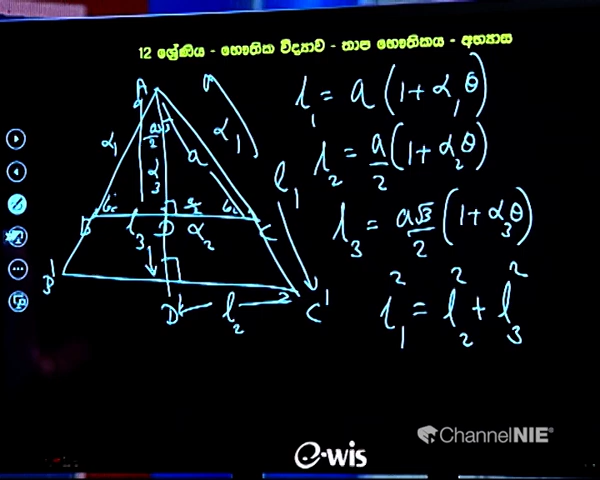 12 ශ්‍රේණිය - භෞතික විද්‍යාව - තාප භෞතිකය - අභ්‍යාස
A
α₁
a√3/2
α₃
a
α₁
l₁
B
l₃
D
a/2
α₂
C
B'
D'
l₂
C'
l₁ = a (1 + α₁θ)
l₂ = a/2 (1 + α₂θ)
l₃ = a√3/2 (1 + α₃θ)
l₁² = l₂² + l₃²
ChannelNIE
e-wis